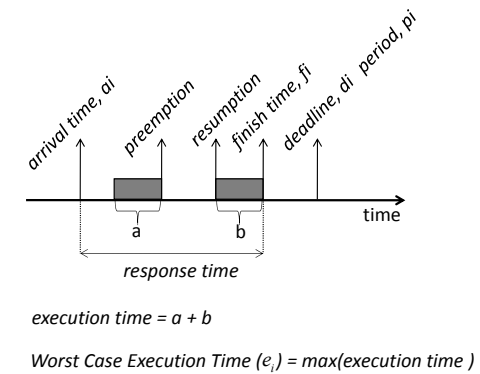 arrival time, ai
preemption
resumption
finish time, fi
deadline, di
period, pi
time
a
b
response time
execution time = a + b
Worst Case Execution Time (e_i) = max(execution time )